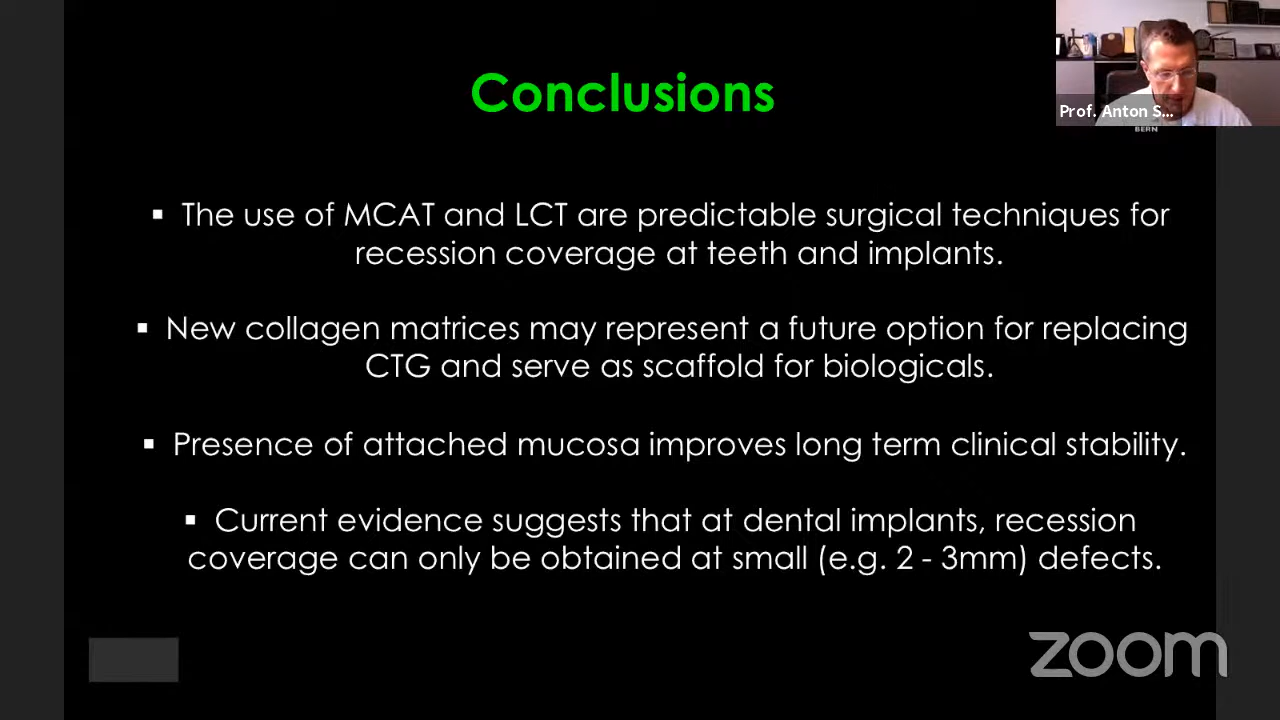 Conclusions
Prof. Anton S...
BERN
▪ The use of MCAT and LCT are predictable surgical techniques for
recession coverage at teeth and implants.
▪ New collagen matrices may represent a future option for replacing
CTG and serve as scaffold for biologicals.
▪ Presence of attached mucosa improves long term clinical stability.
▪ Current evidence suggests that at dental implants, recession
coverage can only be obtained at small (e.g. 2 - 3mm) defects.
zoom